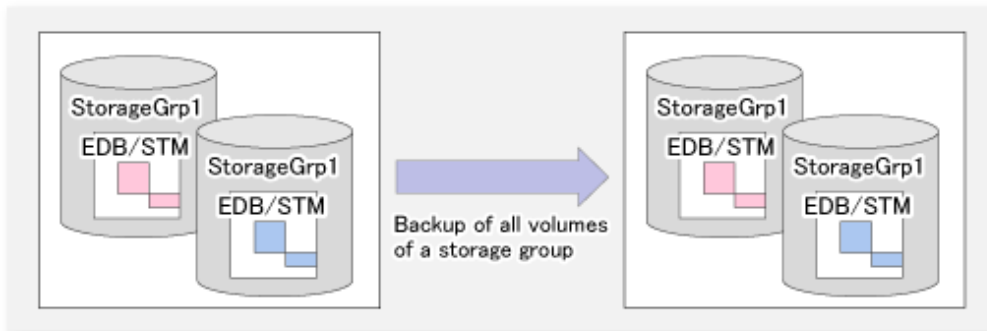 StorageGrp1
EDB/STM
StorageGrp1
EDB/STM
Backup of all volumes
of a storage group
StorageGrp1
EDB/STM
StorageGrp1
EDB/STM